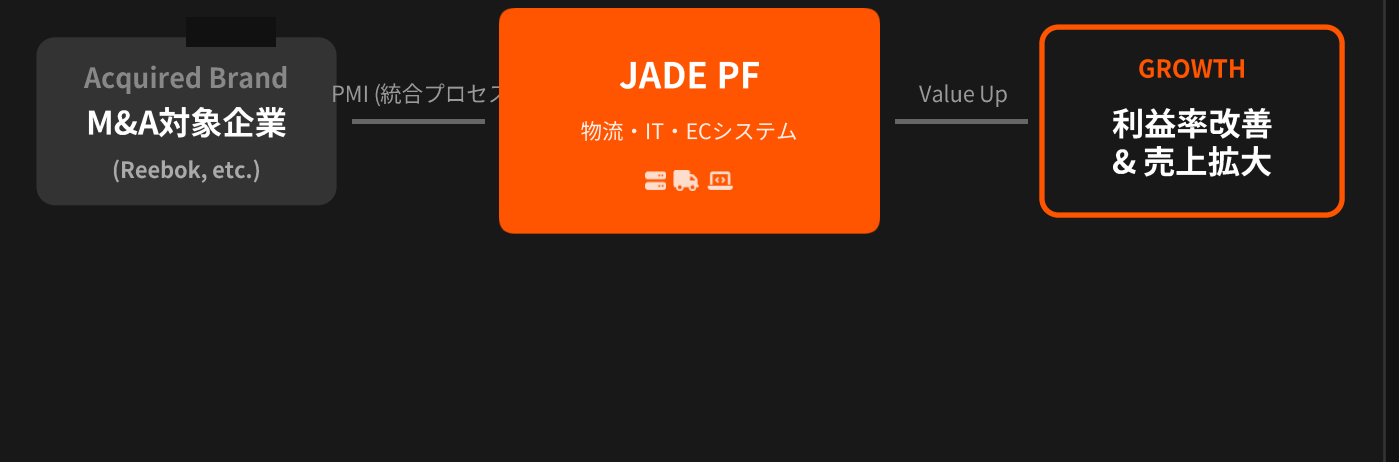 Acquired Brand
M&A対象企業
(Reebok, etc.)
PMI (統合プロセス
JADE PF
物流・IT・ECシステム
Value Up
GROWTH
利益率改善
& 売上拡大